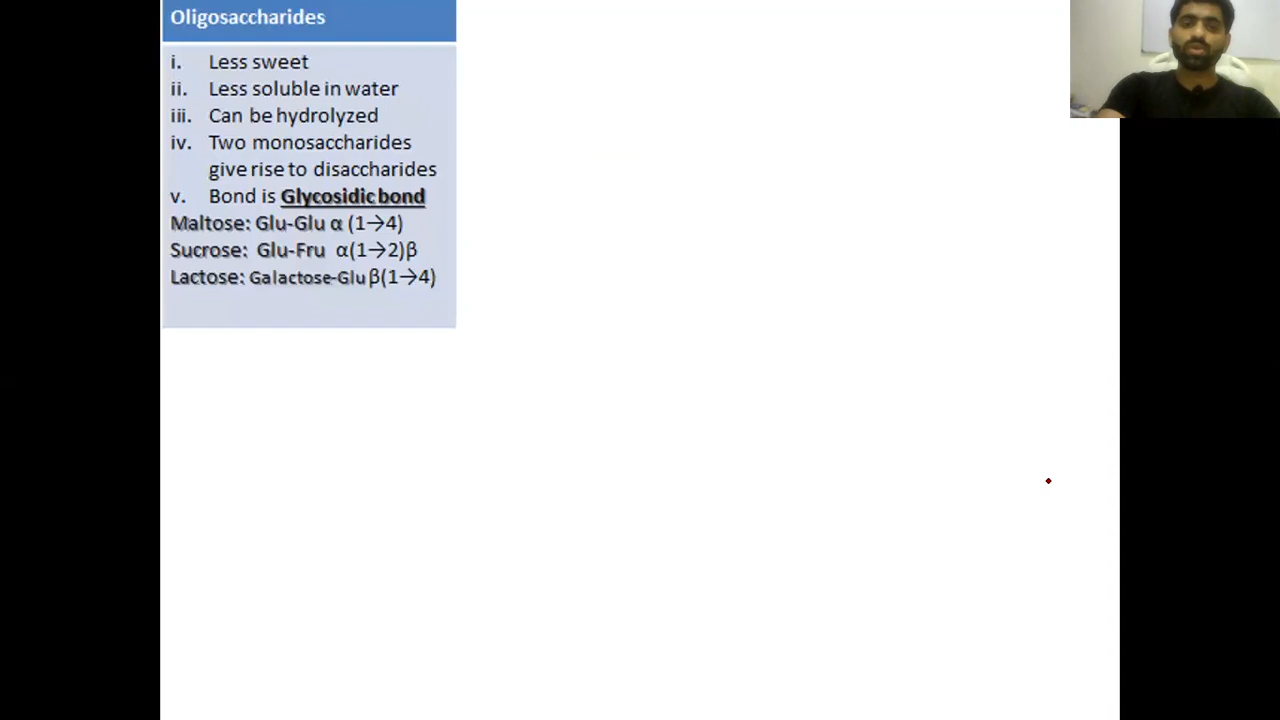 Oligosaccharides
i. Less sweet
ii. Less soluble in water
iii. Can be hydrolyzed
iv. Two monosaccharides
give rise to disaccharides
v. Bond is Glycosidic bond
Maltose: Glu-Glu α (1→4)
Sucrose: Glu-Fru α(1→2)β
Lactose: Galactose-Glu β(1→4)